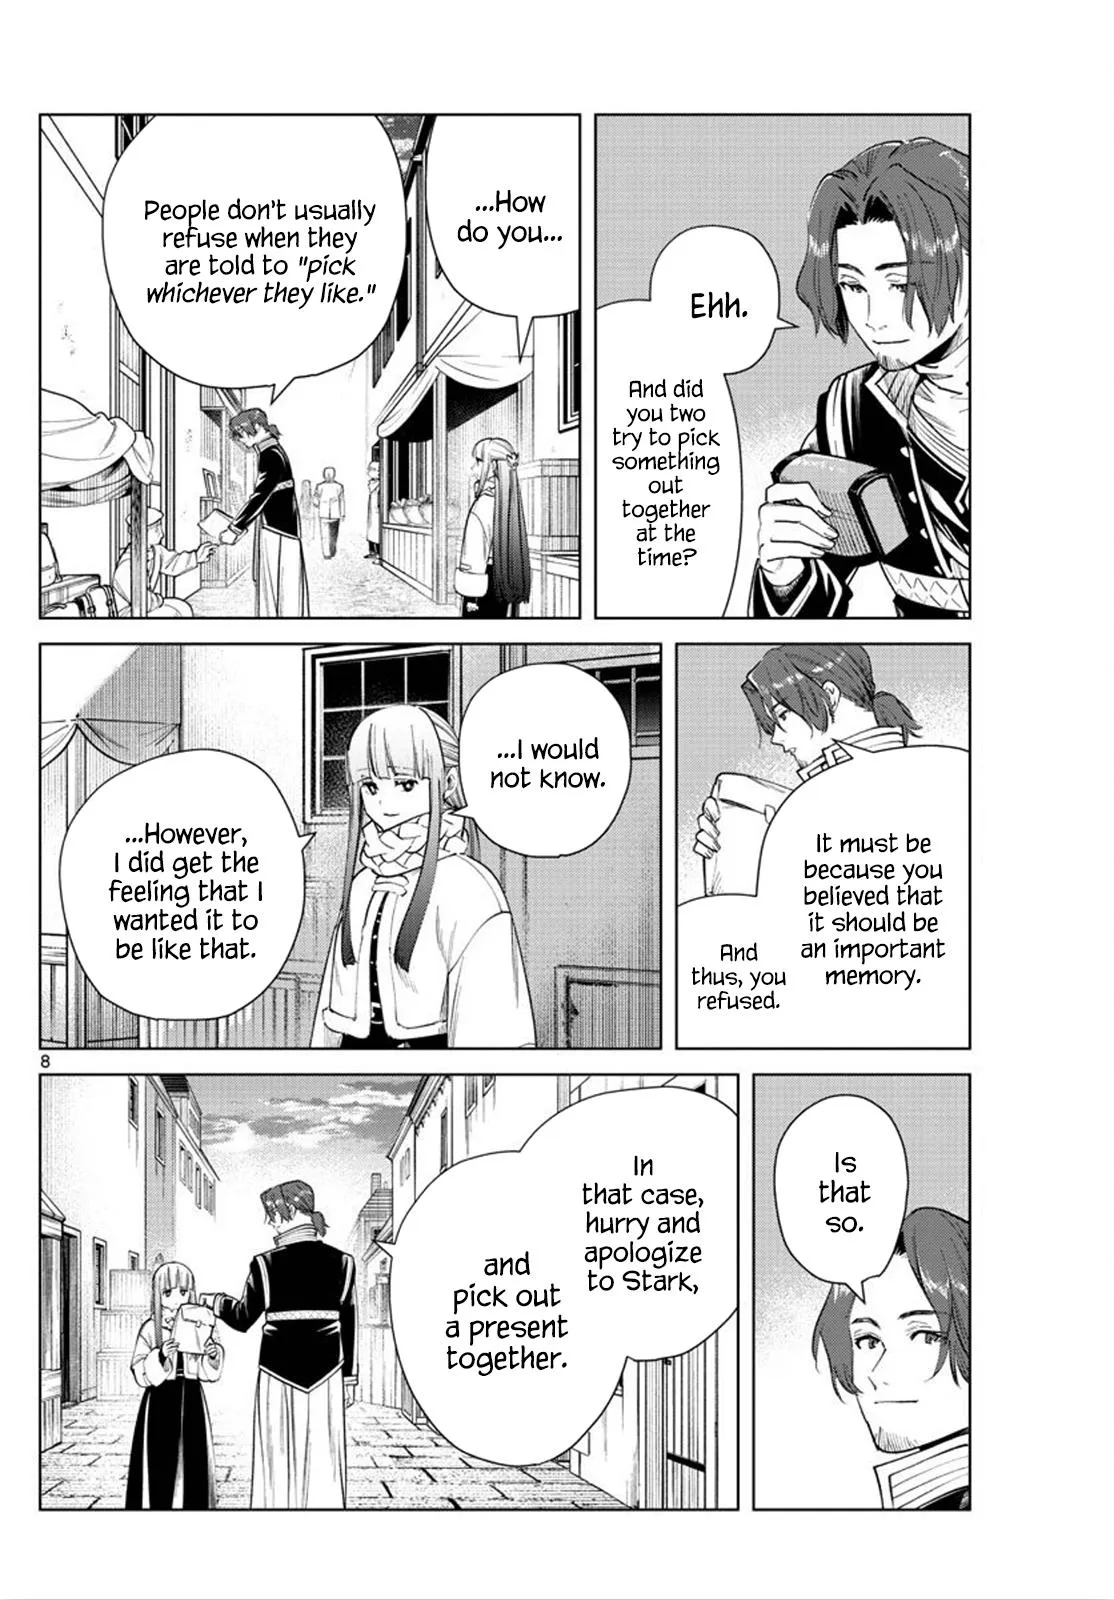 Ehh.
And did
you two
try to pick
something
out
together
at the
time?
...How
do you...
People don't usually
refuse when they
are told to "pick
whichever they like."
It must be
because you
believed that
it should be
an important
memory.
And
thus, you
refused.
...I would
not know.
...However,
I did get the
feeling that I
wanted it to
be like that.
8
Is
that
so.
In
that case,
hurry and
apologize
to Stark,
and
pick out
a present
together.